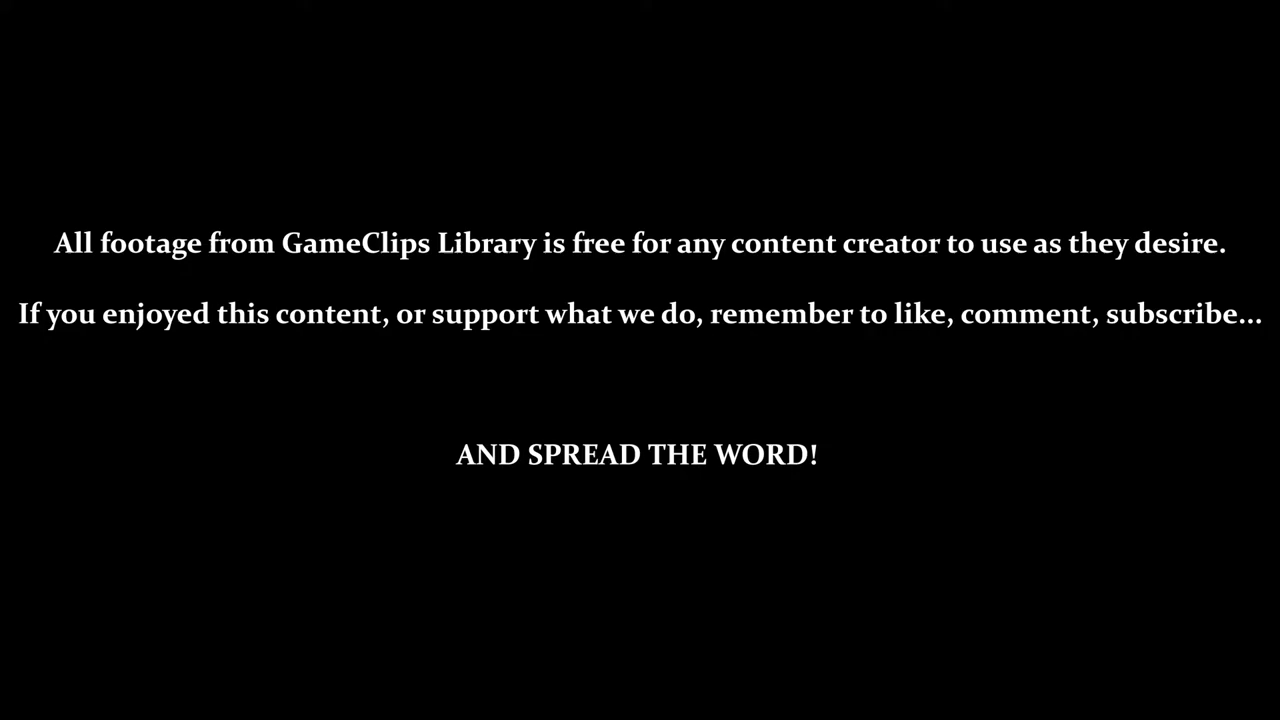 All footage from GameClips Library is free for any content creator to use as they desire.
If you enjoyed this content, or support what we do, remember to like, comment, subscribe...
AND SPREAD THE WORD!